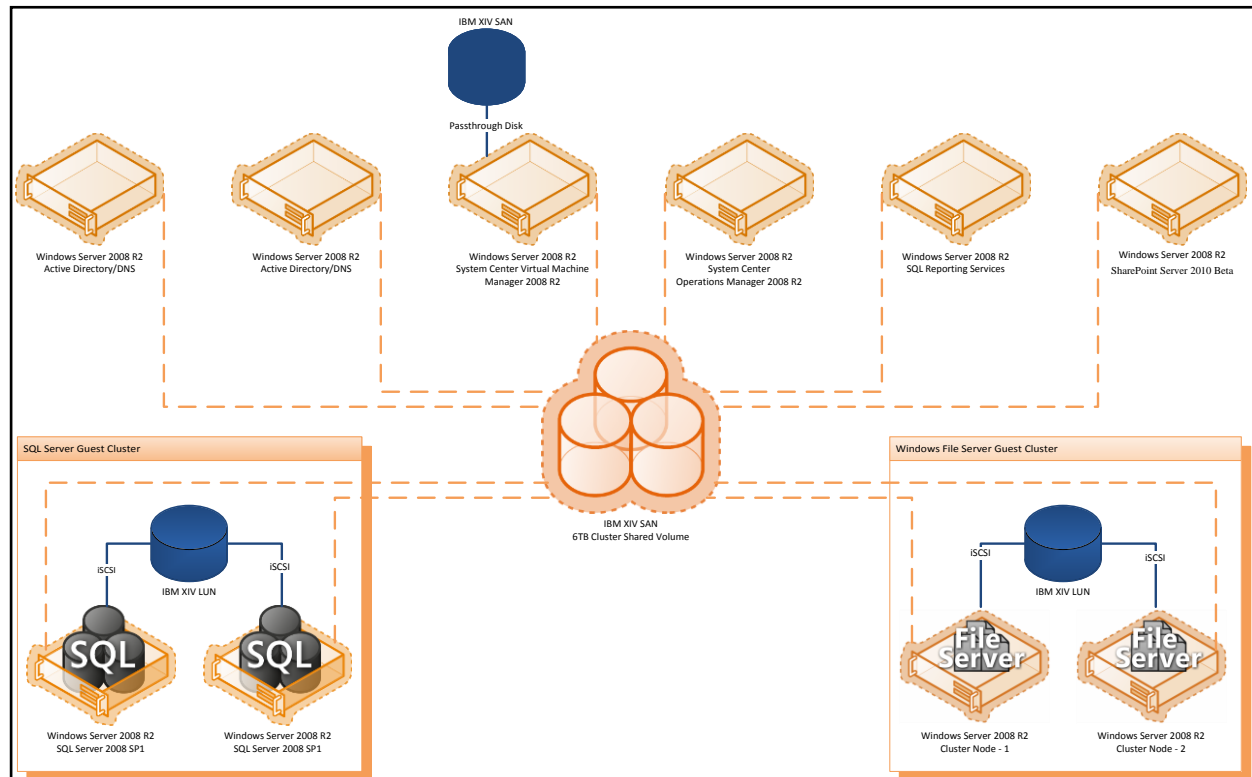 IBM XIV SAN
Passthrough Disk
Windows Server 2008 R2
Active Directory/DNS
Windows Server 2008 R2
Active Directory/DNS
Windows Server 2008 R2
System Center Virtual Machine
Manager 2008 R2
Windows Server 2008 R2
System Center
Operations Manager 2008 R2
Windows Server 2008 R2
SQL Reporting Services
Windows Server 2008 R2
SharePoint Server 2010 Beta
IBM XIV SAN
6TB Cluster Shared Volume
SQL Server Guest Cluster
iSCSI
iSCSI
IBM XIV LUN
SQL
SQL
Windows Server 2008 R2
SQL Server 2008 SP1
Windows Server 2008 R2
SQL Server 2008 SP1
Windows File Server Guest Cluster
iSCSI
iSCSI
IBM XIV LUN
File
Server
File
Server
Windows Server 2008 R2
Cluster Node - 1
Windows Server 2008 R2
Cluster Node - 2